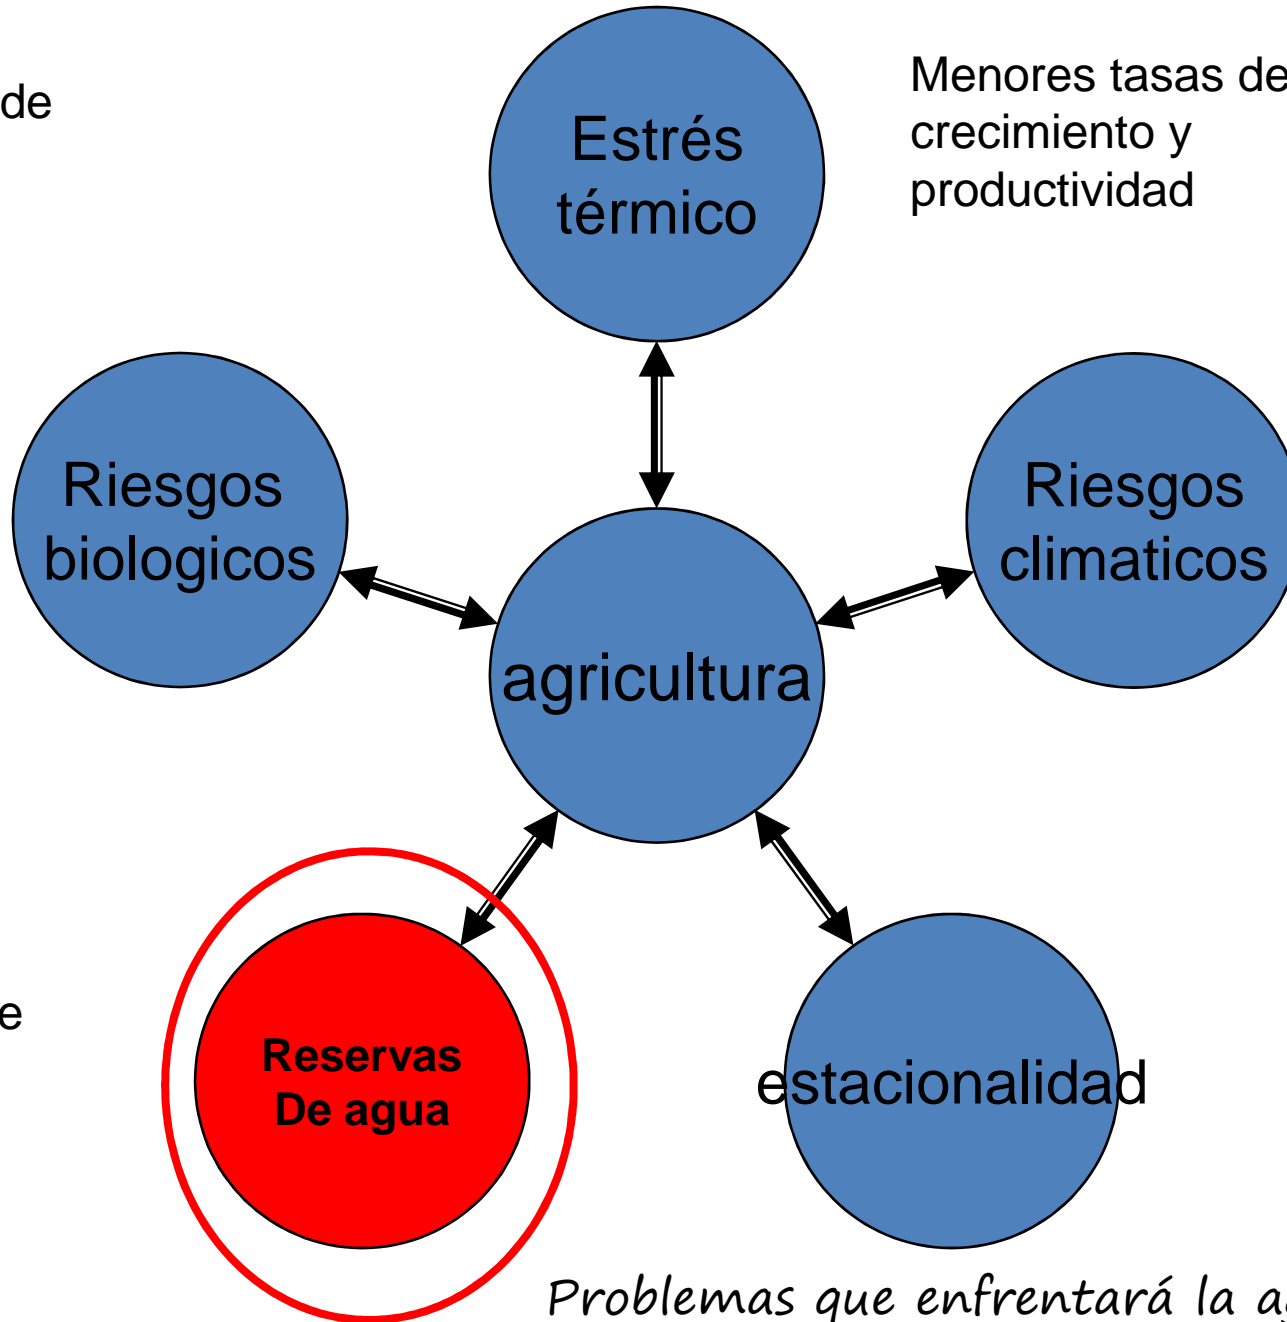 de
Menores tasas de
crecimiento y
productividad
Estrés
térmico
Riesgos
biologicos
Riesgos
climaticos
agricultura
e
Reservas
De agua
estacionalidad
Problemas que enfrentará la